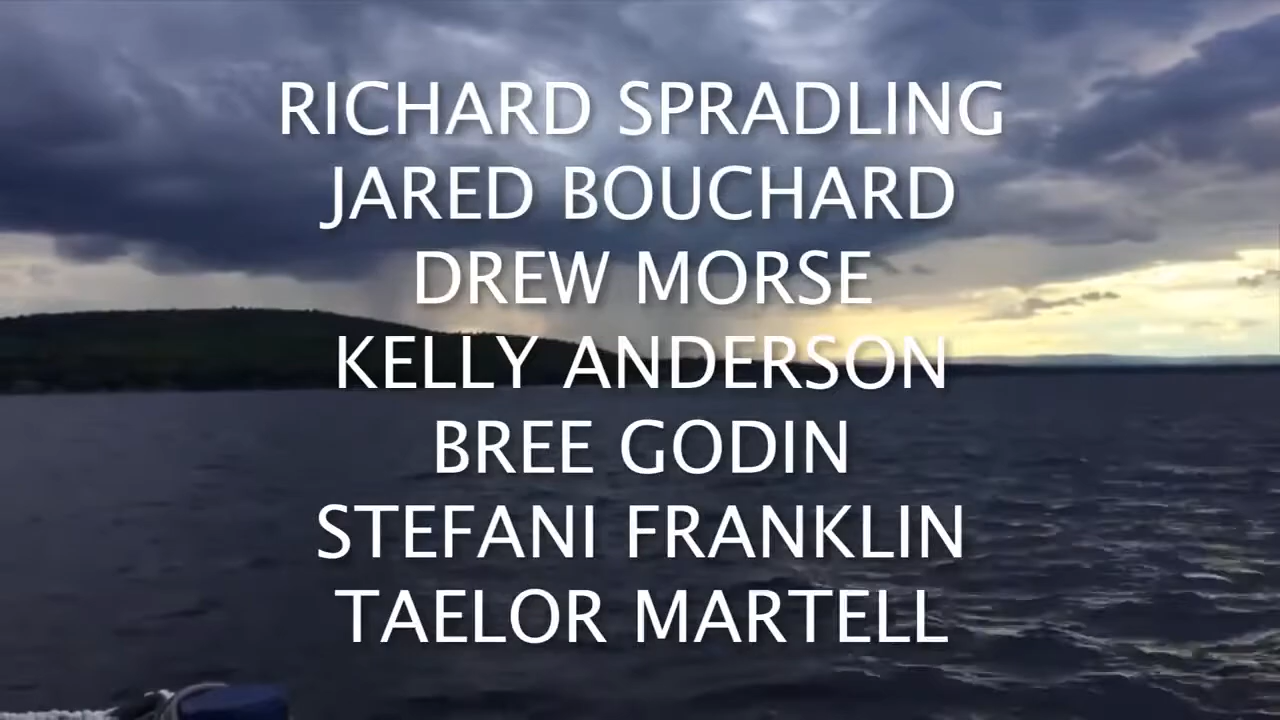 RICHARD SPRADLING
JARED BOUCHARD
DREW MORSE
KELLY ANDERSON
BREE GODIN
STEFANI FRANKLIN
TAELOR MARTELL